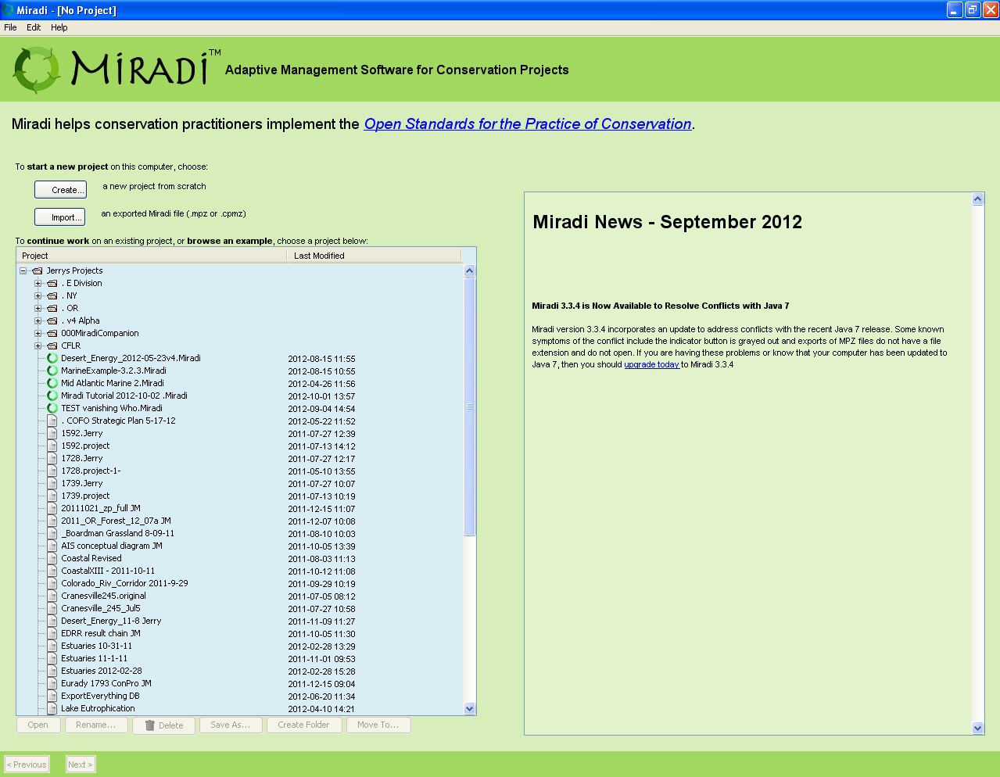 Miradi - [No Project]
File Edit Help
MiRADi™ Adaptive Management Software for Conservation Projects
Miradi helps conservation practitioners implement the Open Standards for the Practice of Conservation.
To start a new project on this computer, choose:
Create... a new project from scratch
Import... an exported Miradi file (.mpz or .cpmz)
To continue work on an existing project, or browse an example, choose a project below:
Project Last Modified
Jerrys Projects
. E Division
. NY
. OR
. v4 Alpha
000MiradiCompanion
CFLR
Desert_Energy_2012-05-23v4.Miradi 2012-08-15 11:55
MarineExample-3.2.3.Miradi 2012-08-15 10:55
Mid Atlantic Marine 2.Miradi 2012-04-26 11:56
Miradi Tutorial 2012-10-02 .Miradi 2012-10-01 13:57
TEST vanishing Who.Miradi 2012-09-04 14:54
. COFO Strategic Plan 5-17-12 2012-05-22 11:52
1592.Jerry 2011-07-27 12:39
1592.project 2011-07-13 14:12
1728.Jerry 2011-07-27 12:17
1728.project-1- 2011-05-10 13:55
1739.Jerry 2011-07-27 10:07
1739.project 2011-07-13 10:19
20111021_zp_full JM 2011-12-15 11:07
2011_OR_Forest_12_07a JM 2011-12-07 10:08
_Boardman Grassland 8-09-11 2011-08-10 10:03
AIS conceptual diagram JM 2011-10-05 13:39
Coastal Revised 2011-08-03 11:13
CoastalXIII - 2011-10-11 2011-10-12 11:08
Colorado_Riv_Corridor 2011-9-29 2011-09-29 10:19
Cranesville245.original 2011-07-05 08:12
Cranesville_245_Jul5 2011-07-27 10:58
Desert_Energy_11-8 Jerry 2011-11-09 11:27
EDRR result chain JM 2011-10-05 11:30
Estuaries 10-31-11 2012-02-28 13:29
Estuaries 11-1-11 2011-11-01 09:53
Estuaries 2012-02-28 2012-02-28 15:28
Eurady 1793 ConPro JM 2011-12-15 09:04
ExportEverything DB 2012-06-20 11:34
Lake Eutrophication 2012-04-10 14:21
Open Rename... Delete Save As... Create Folder Move To...
Miradi News - September 2012
Miradi 3.3.4 is Now Available to Resolve Conflicts with Java 7
Miradi version 3.3.4 incorporates an update to address conflicts with the recent Java 7 release. Some known
symptoms of the conflict include the indicator button is grayed out and exports of MPZ files do not have a file
extension and do not open. If you are having these problems or know that your computer has been updated to
Java 7, then you should upgrade today to Miradi 3.3.4
< Previous Next >